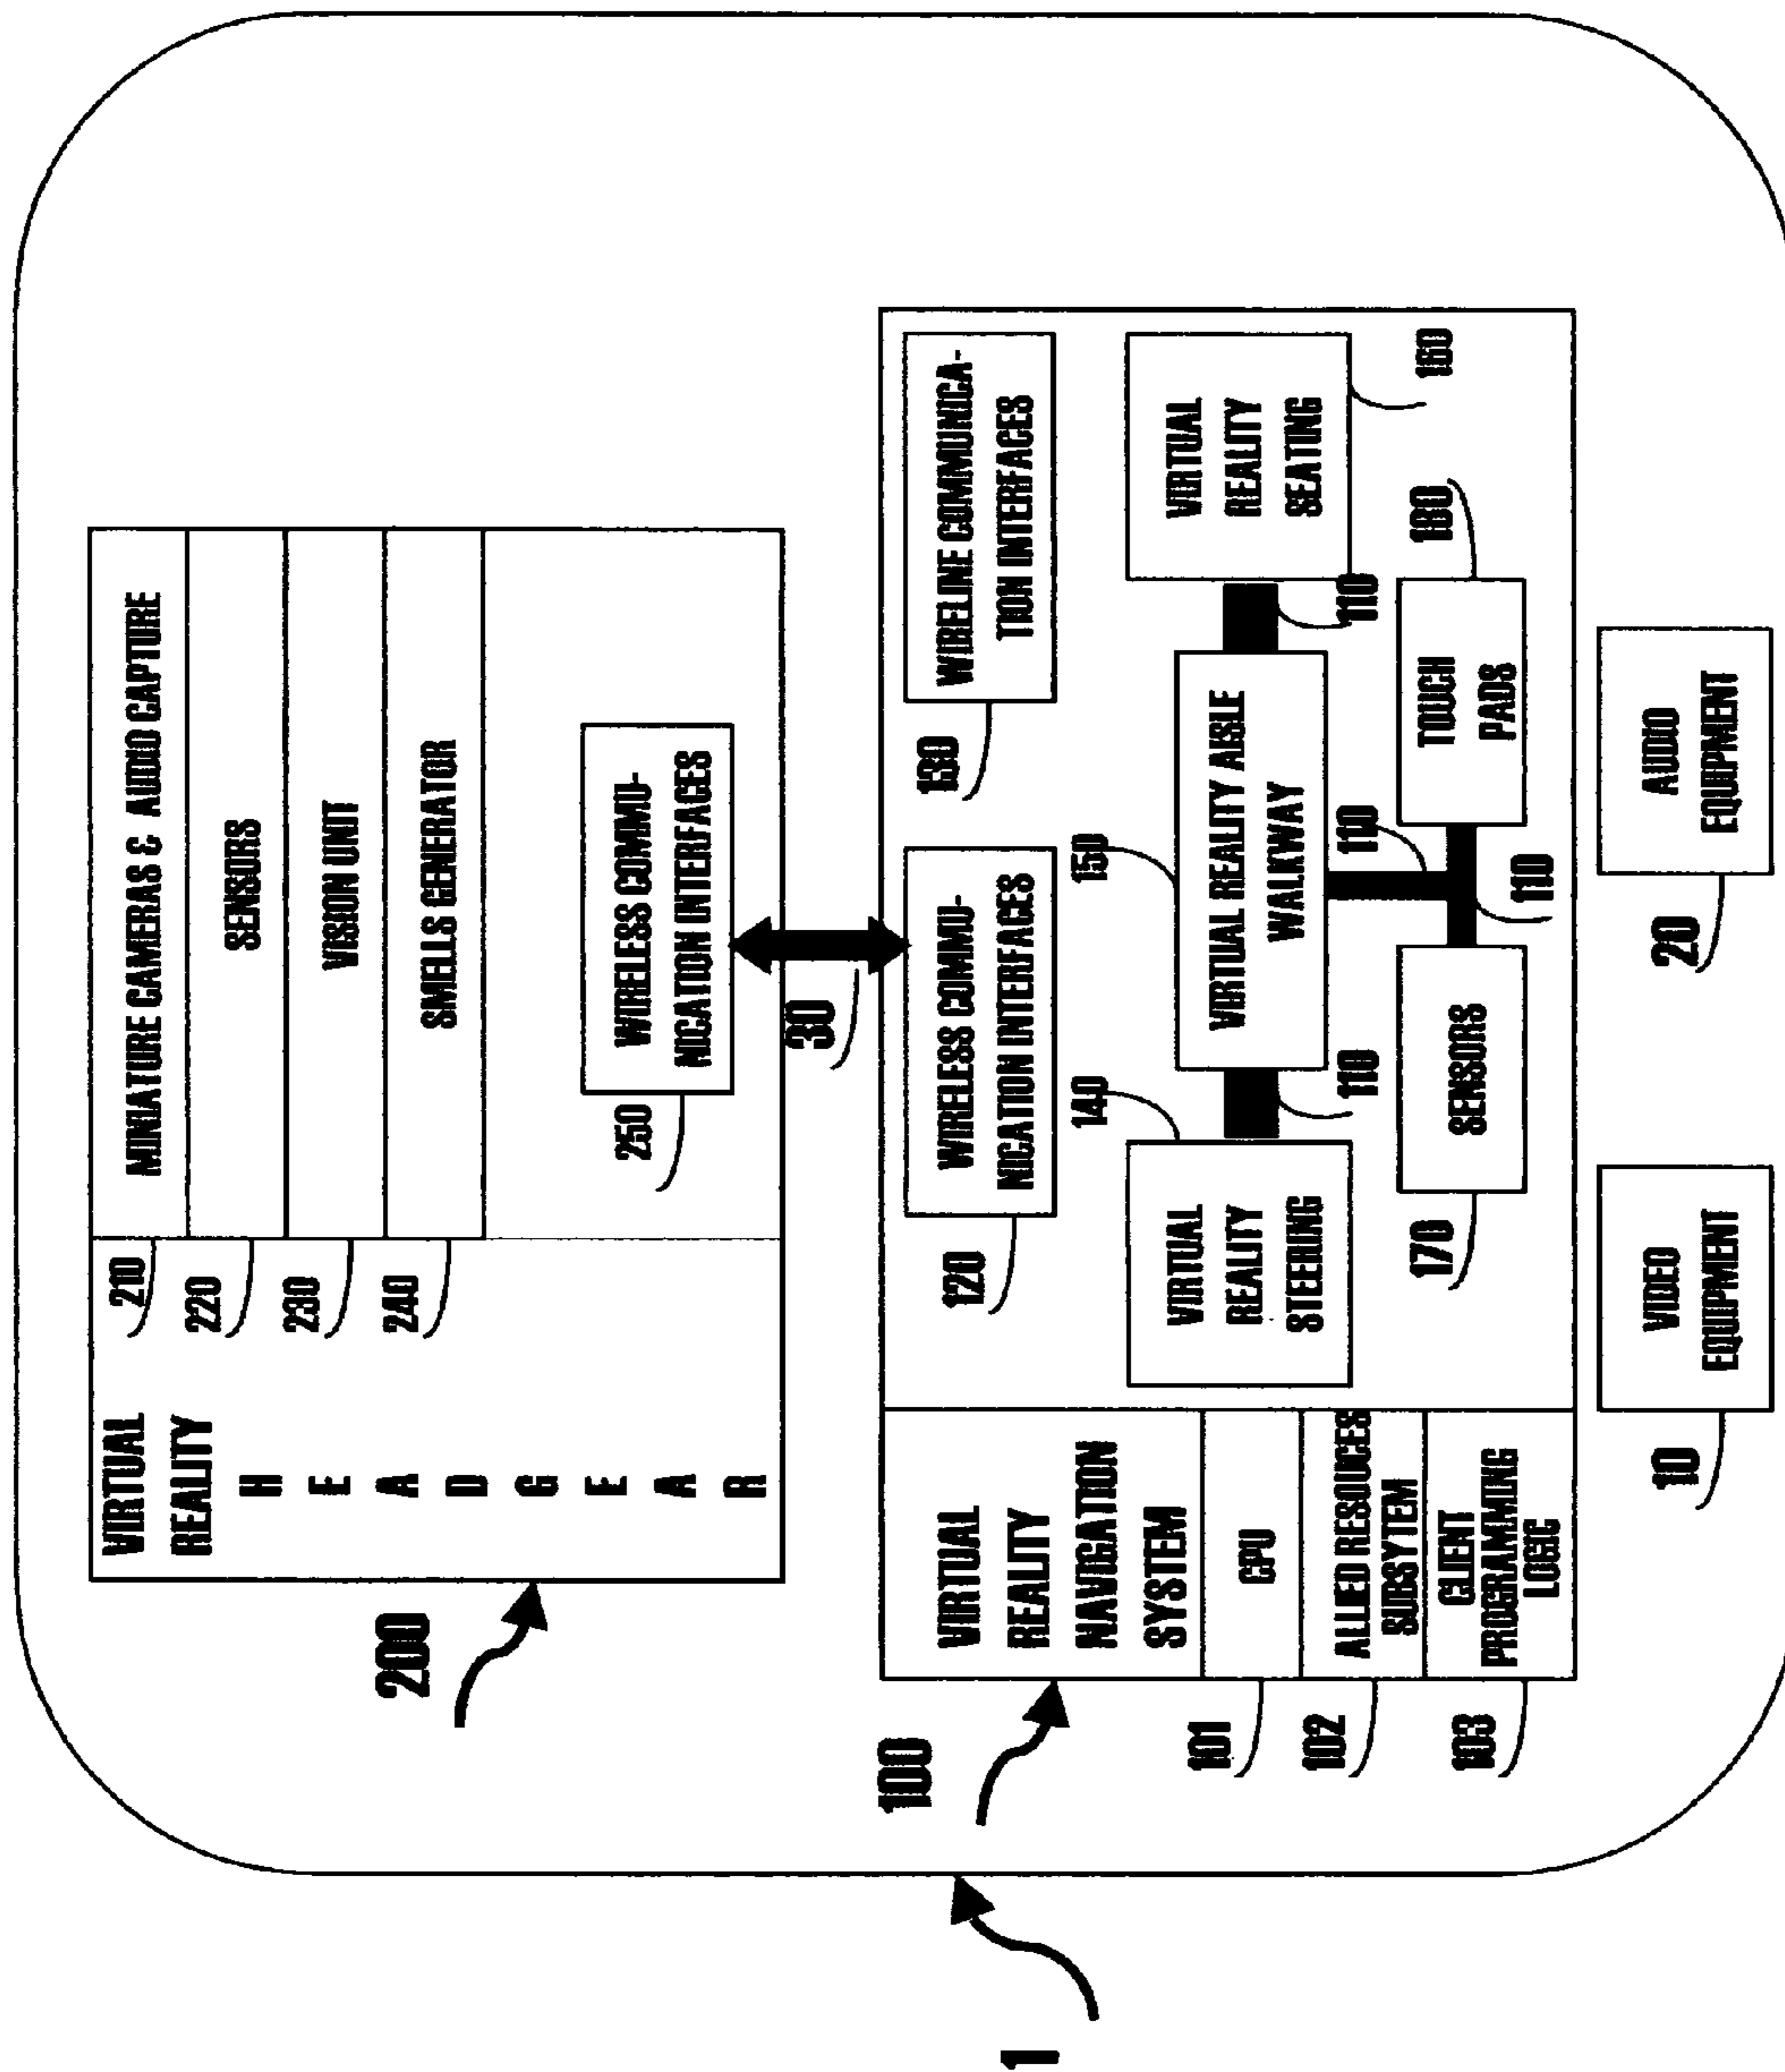 VIRTUAL
REALITY
H
E
A
D
G
E
A
R
200
210
MINIATURE CAMERAS & AUDIO CAPTURE
220
SENSORS
230
VISION UNIT
240
SMELLS GENERATOR
250
WIRELESS COMMU-
NICATION INTERFACES
30
100
VIRTUAL
REALITY
NAVIGATION
SYSTEM
101
CPU
102
ALLIED RESOUCES
SUBSYTEM
103
CLIENT
PROGRAMMING
LOGIC
120
WIRELESS COMMU-
NICATION INTERFACES
130
WIRELINE COMMUNICA-
TION INTERFACES
140
VIRTUAL
REALITY
STEERING
110
150
VIRTUAL REALITY AISLE
WALKWAY
110
VIRTUAL
REALITY
SEATING
160
110
170
SENSORS
110
180
TOUCH
PADS
10
VIDEO
EQUIPMENT
20
AUDIO
EQUIPMENT
1